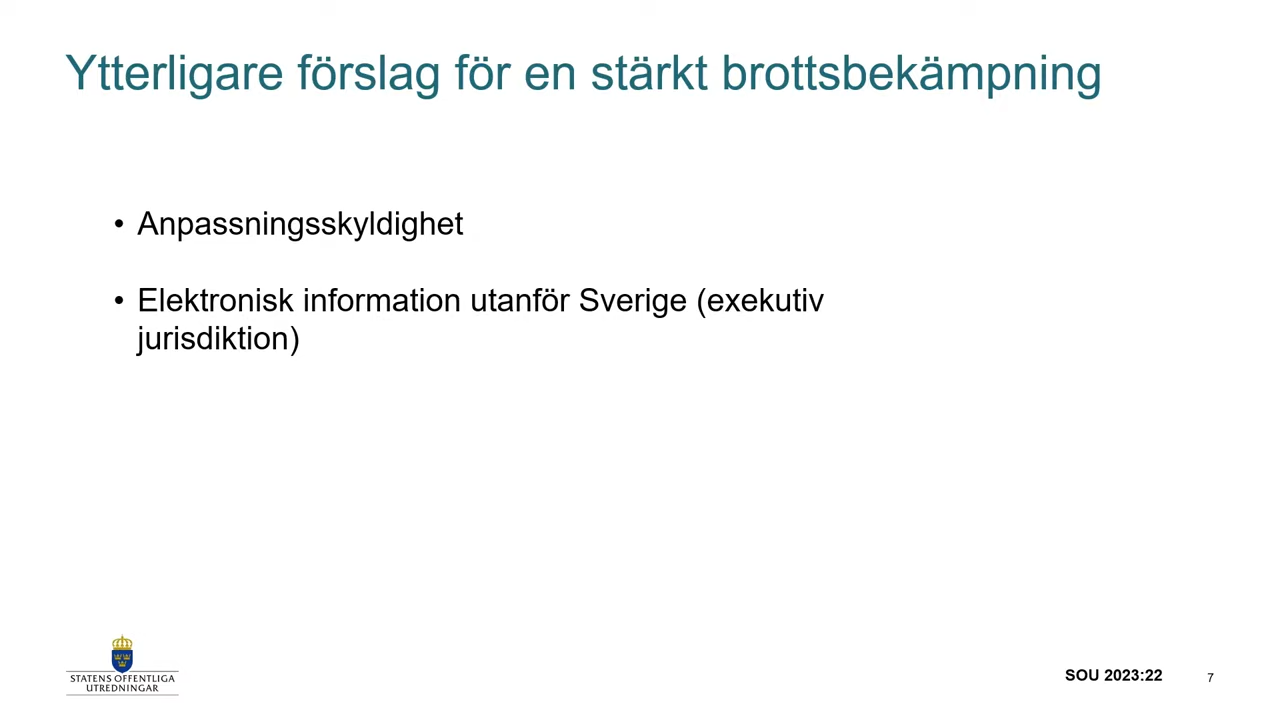 Ytterligare förslag för en stärkt brottsbekämpning
• Anpassningsskyldighet
• Elektronisk information utanför Sverige (exekutiv
jurisdiktion)
STATENS OFFENTLIGA
UTREDNINGAR
SOU 2023:22
7